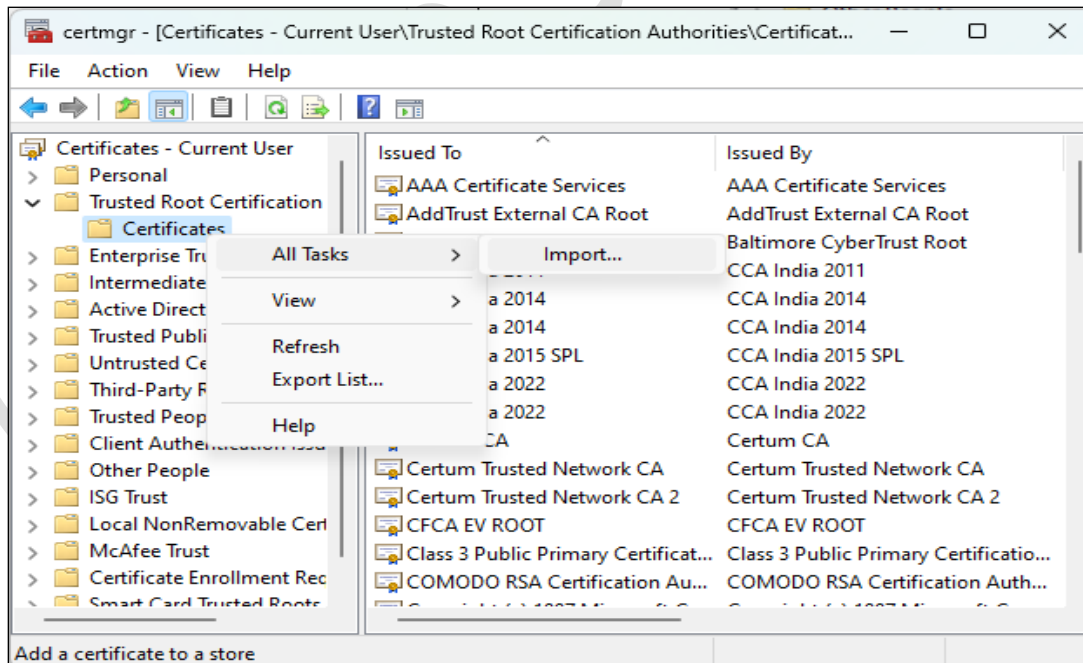 certmgr - [Certificates - Current User\Trusted Root Certification Authorities\Certificat...
File Action View Help
Certificates - Current User
Personal
Trusted Root Certification
Certificates
Enterprise Tru
Intermediate
Active Direct
Trusted Publi
Untrusted Ce
Third-Party R
Trusted Peop
Client Authentication Issu
Other People
ISG Trust
Local NonRemovable Cert
McAfee Trust
Certificate Enrollment Rec
Smart Card Trusted Roots
All Tasks
View
Refresh
Export List...
Help
Import...
Issued To Issued By
AAA Certificate Services AAA Certificate Services
AddTrust External CA Root AddTrust External CA Root
Baltimore CyberTrust Root
CCA India 2011
a 2014 CCA India 2014
a 2014 CCA India 2014
a 2015 SPL CCA India 2015 SPL
a 2022 CCA India 2022
a 2022 CCA India 2022
CA Certum CA
Certum Trusted Network CA Certum Trusted Network CA
Certum Trusted Network CA 2 Certum Trusted Network CA 2
CFCA EV ROOT CFCA EV ROOT
Class 3 Public Primary Certificat... Class 3 Public Primary Certificatio...
COMODO RSA Certification Au... COMODO RSA Certification Auth...
Add a certificate to a store